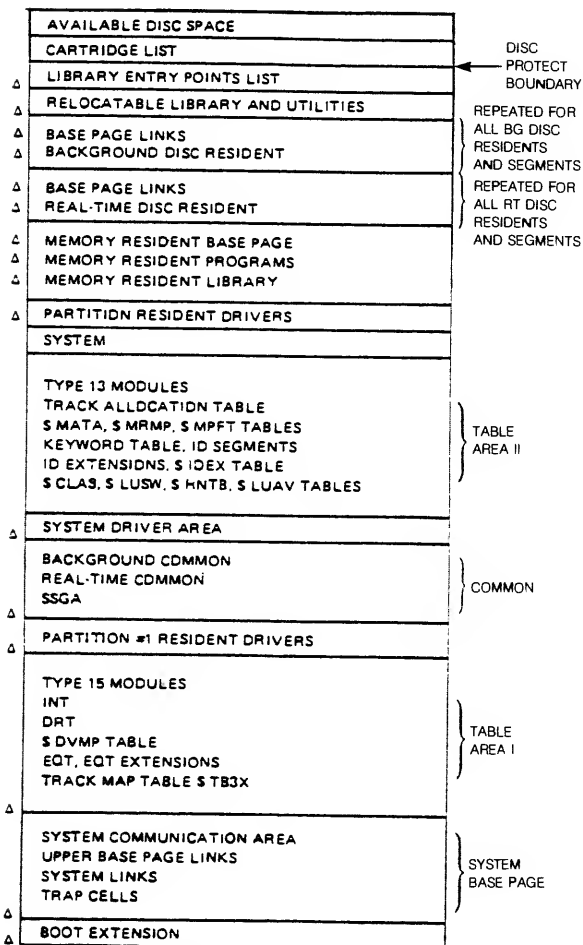 AVAILABLE DISC SPACE
CARTRIDGE LIST
DISC
PROTECT
BOUNDARY
LIBRARY ENTRY POINTS LIST
RELOCATABLE LIBRARY AND UTILITIES
BASE PAGE LINKS
BACKGROUND DISC RESIDENT
REPEATED FOR
ALL BG DISC
RESIDENTS
AND SEGMENTS
BASE PAGE LINKS
REAL-TIME DISC RESIDENT
REPEATED FOR
ALL RT DISC
RESIDENTS
AND SEGMENTS
MEMORY RESIDENT BASE PAGE
MEMORY RESIDENT PROGRAMS
MEMORY RESIDENT LIBRARY
PARTITION RESIDENT DRIVERS
SYSTEM
TYPE 13 MODULES
TRACK ALLOCATION TABLE
$ MATA, $ MRMP, $ MPFT TABLES
KEYWORD TABLE, ID SEGMENTS
ID EXTENSIONS, $ IDEX TABLE
$ CLAS, $ LUSW, $ RNTB, $ LUAV TABLES
TABLE
AREA II
SYSTEM DRIVER AREA
BACKGROUND COMMON
REAL-TIME COMMON
SSGA
COMMON
PARTITION #1 RESIDENT DRIVERS
TYPE 15 MODULES
INT
DRT
$ DVMP TABLE
EQT, EQT EXTENSIONS
TRACK MAP TABLE $ TB3X
TABLE
AREA I
SYSTEM COMMUNICATION AREA
UPPER BASE PAGE LINKS
SYSTEM LINKS
TRAP CELLS
SYSTEM
BASE PAGE
BOOT EXTENSION